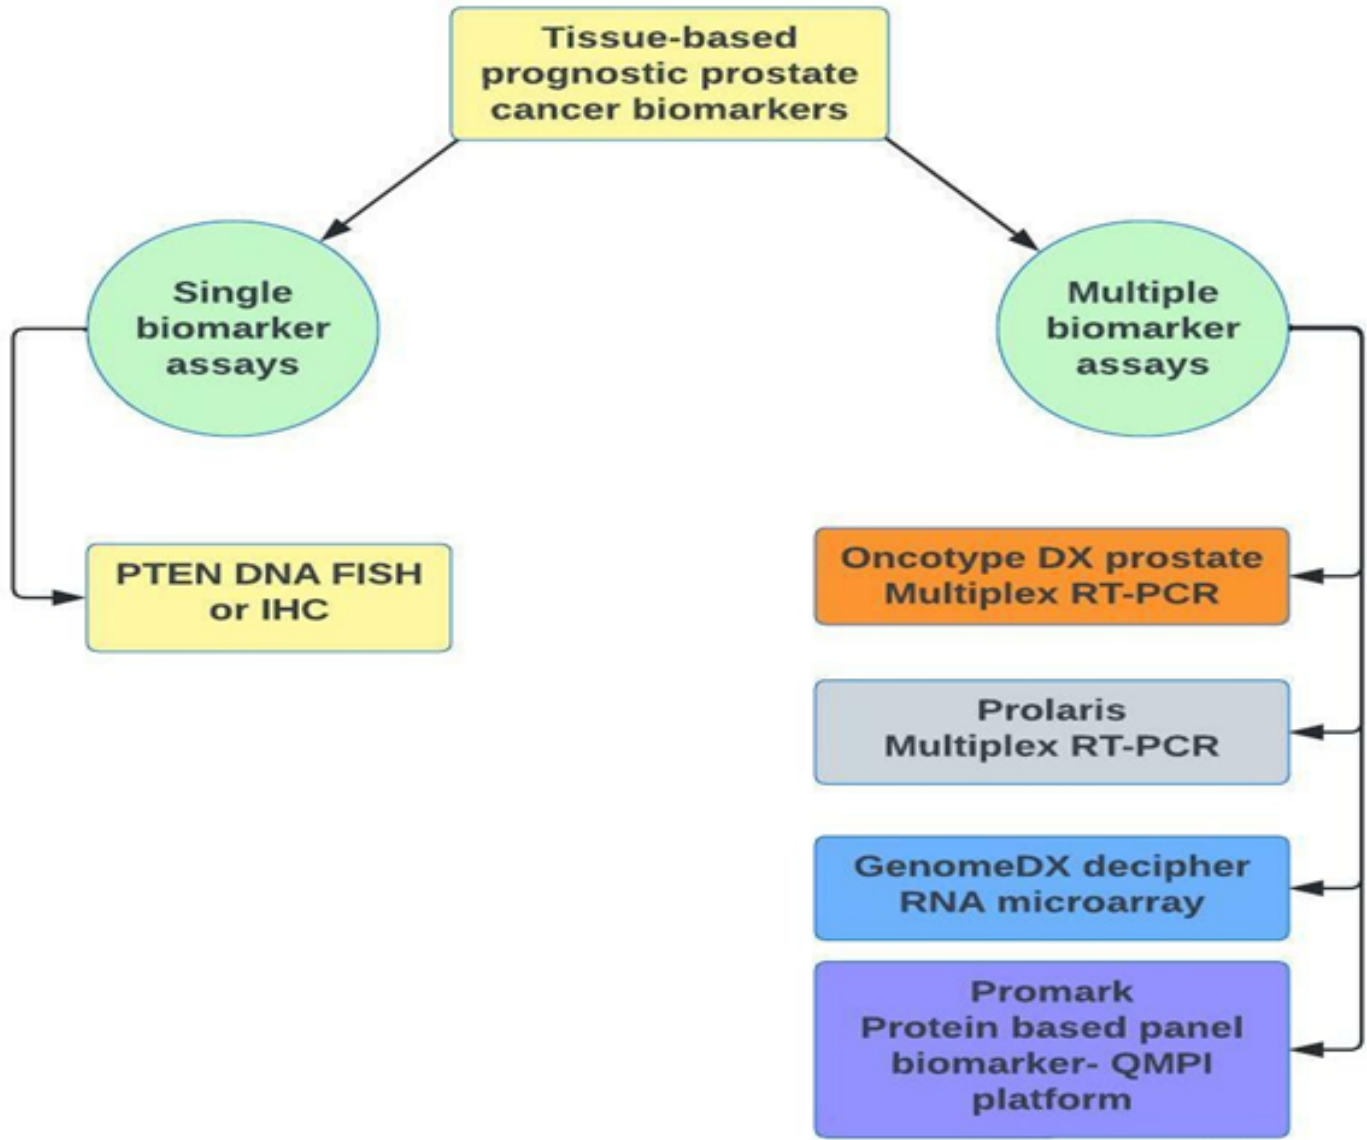 Tissue-based
prognostic prostate
cancer biomarkers
Single
biomarker
assays
Multiple
biomarker
assays
PTEN DNA FISH
or IHC
Oncotype DX prostate
Multiplex RT-PCR
Prolaris
Multiplex RT-PCR
GenomeDX decipher
RNA microarray
Promark
Protein based panel
biomarker- QMPI
platform